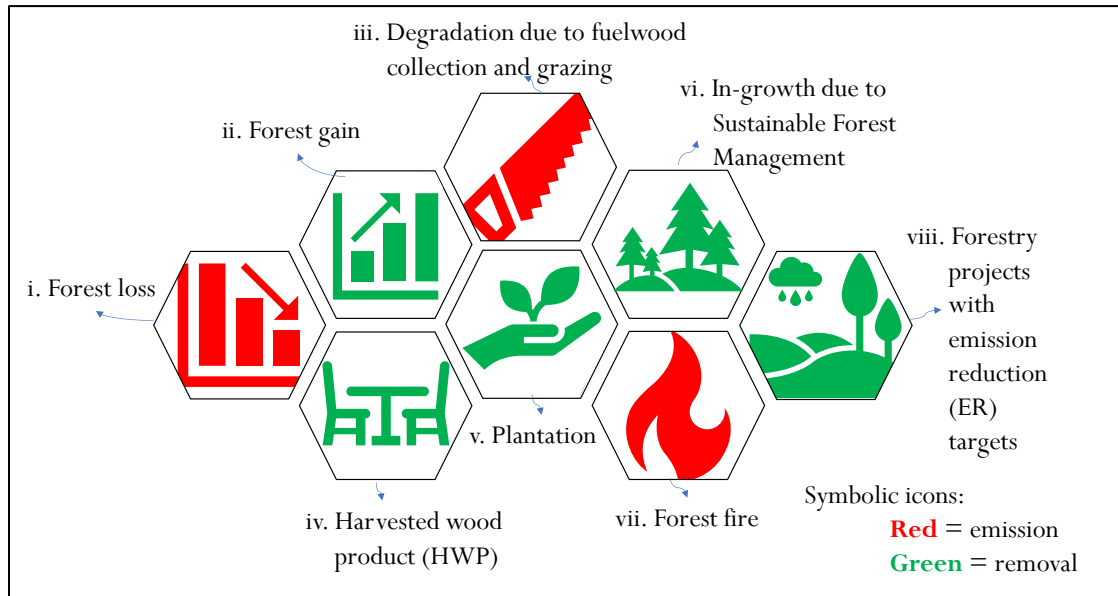 iii. Degradation due to fuelwood
collection and grazing
vi. In-growth due to
Sustainable Forest
Management
ii. Forest gain
viii. Forestry
projects
with
emission
reduction
(ER)
targets
i. Forest loss
v. Plantation
iv. Harvested wood
product (HWP)
vii. Forest fire
Symbolic icons:
Red = emission
Green = removal